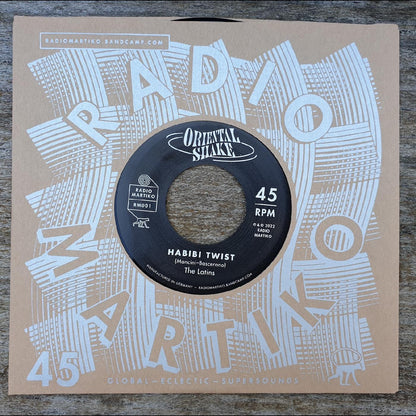 RADIOMARTIKO.BANDCAMP.COM
RADIO
MARTIKO
ORIENTAL
SHAKE
RADIO
MARTIKO
RM001
45
RPM
℗&© 2022
RADIO
MARTIKO
HABIBI TWIST
(Mancini-Bascerano)
The Latins
MANUFACTURED IN GERMANY - RADIOMARTIKO.BANDCAMP.COM
45
GLOBAL - ECLECTIC - SUPERSOUNDS